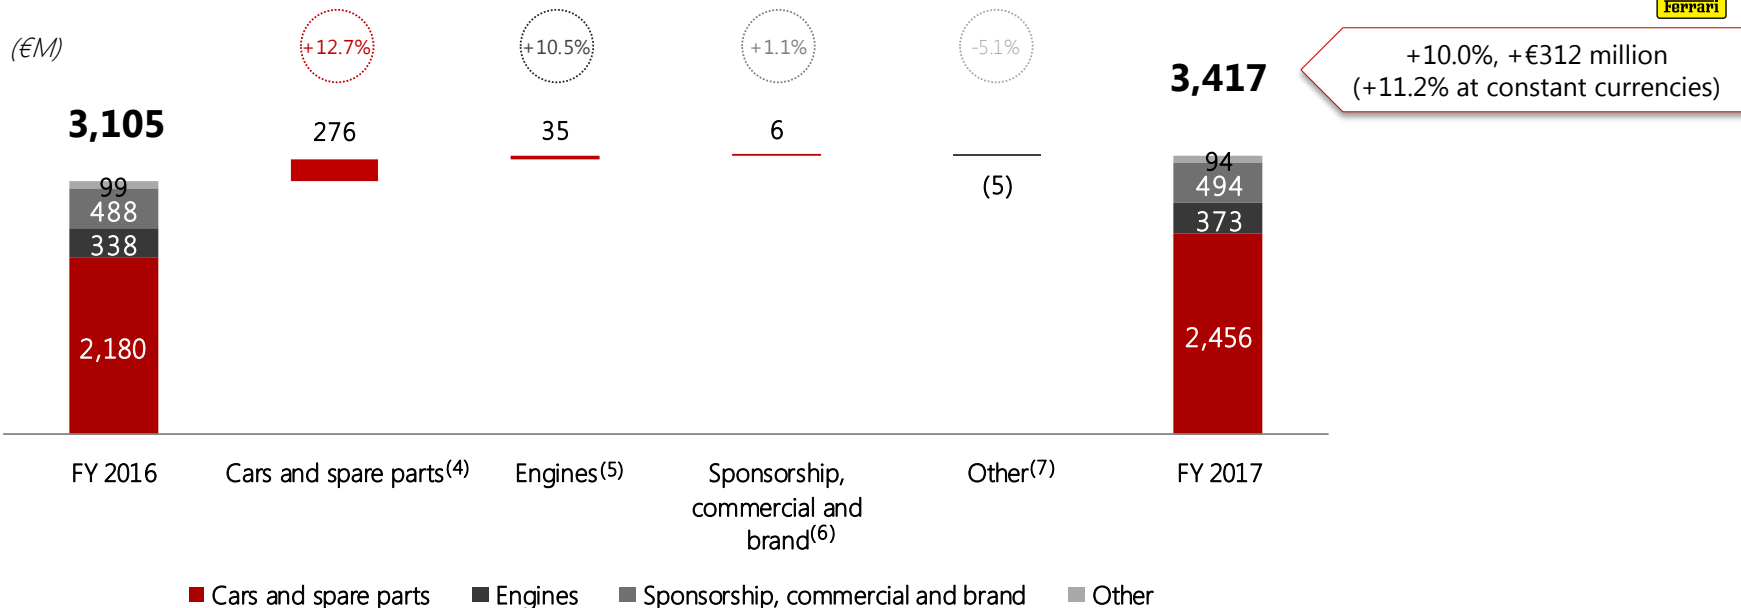 Ferrari
(€M)
+12.7%
+10.5%
+1.1%
-5.1%
+10.0%, +€312 million
(+11.2% at constant currencies)
3,105
276
35
6
(5)
3,417
99
488
338
2,180
94
494
373
2,456
FY 2016
Cars and spare parts(4)
Engines(5)
Sponsorship,
commercial and
brand(6)
Other(7)
FY 2017
Cars and spare parts
Engines
Sponsorship, commercial and brand
Other